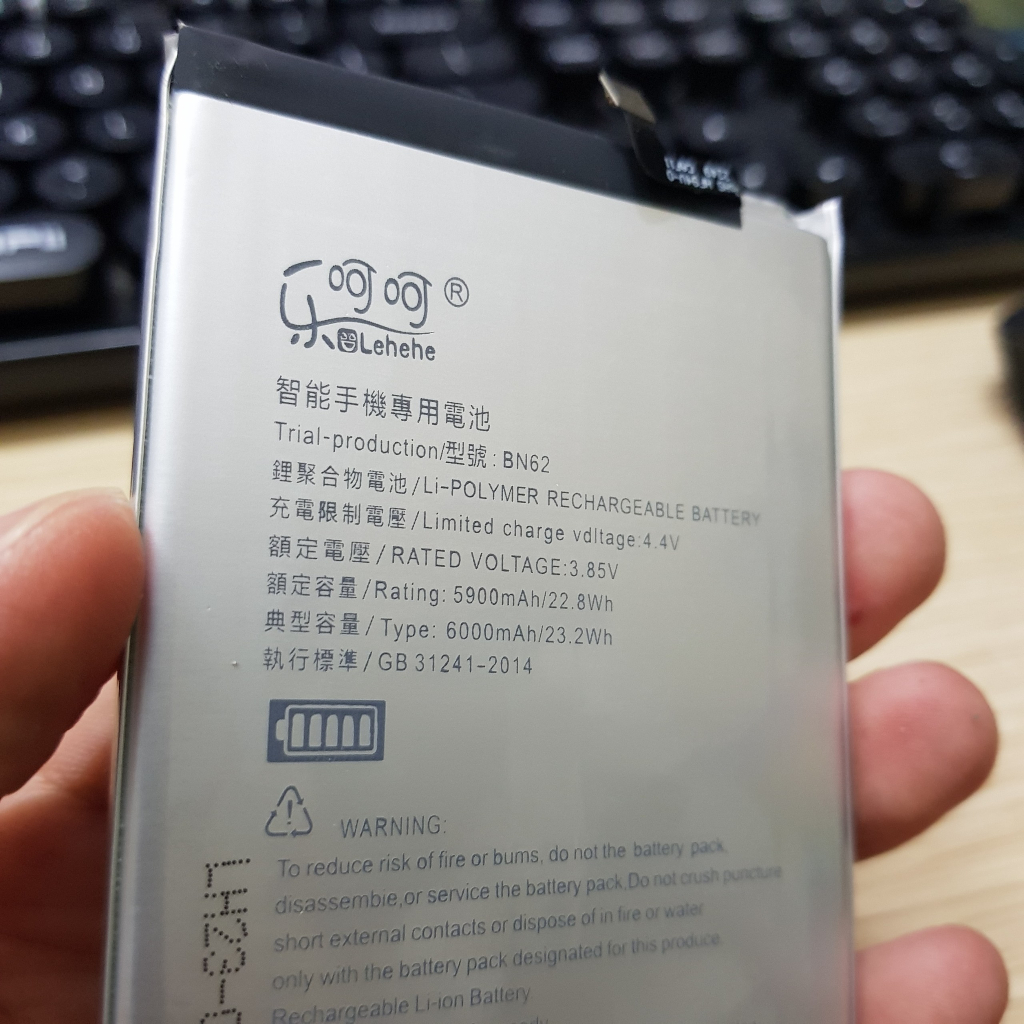 乐呵呵®
Lehehe
智能手機專用電池
Trial-production/型號: BN62
鋰聚合物電池/Li-POLYMER RECHARGEABLE BATTERY
充電限制電壓/Limited charge vdltage:4.4V
額定電壓/RATED VOLTAGE:3.85V
額定容量/Rating: 5900mAh/22.8Wh
典型容量/Type: 6000mAh/23.2Wh
執行標準/GB 31241-2014
WARNING:
To reduce risk of fire or bums, do not the battery pack,
disassembie,or service the battery pack,Do not crush puncture
short external contacts or dispose of in fire or water
only with the battery pack designated for this produce
Rechargeable Li-ion Battery